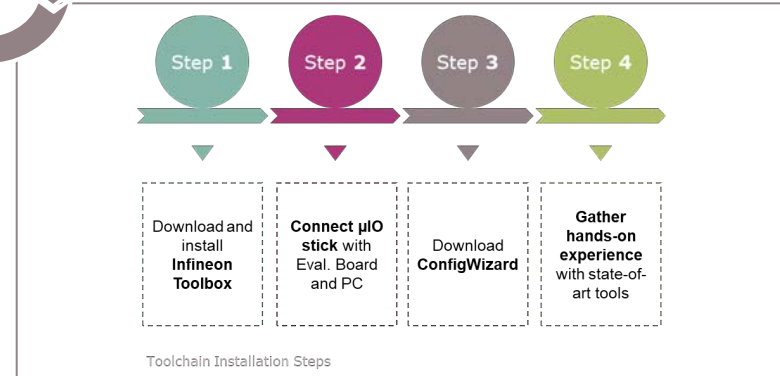 Step 1
Step 2
Step 3
Step 4
Download and
install
Infineon
Toolbox
Connect µIO
stick with
Eval. Board
and PC
Download
ConfigWizard
Gather
hands-on
experience
with state-of-
art tools
Toolchain Installation Steps